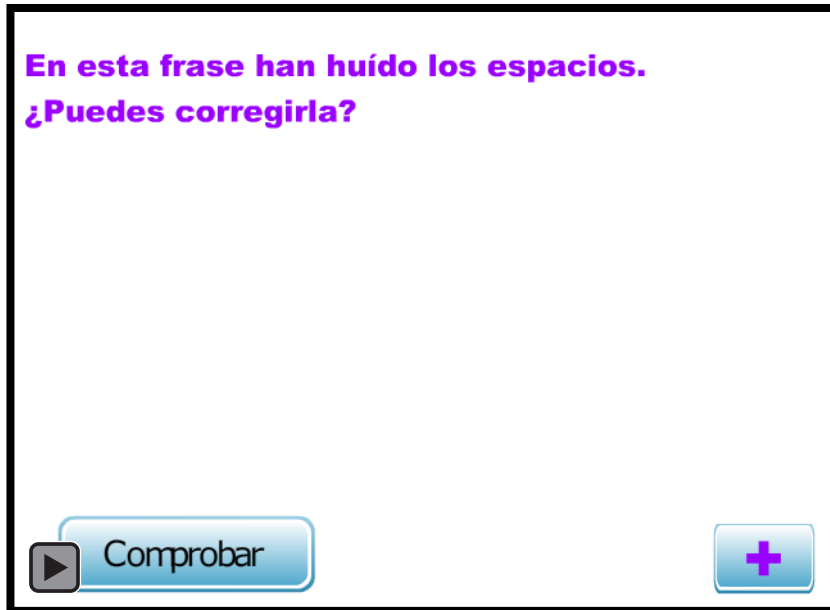 En esta frase han huído los espacios.
¿Puedes corregirla?
Comprobar
+